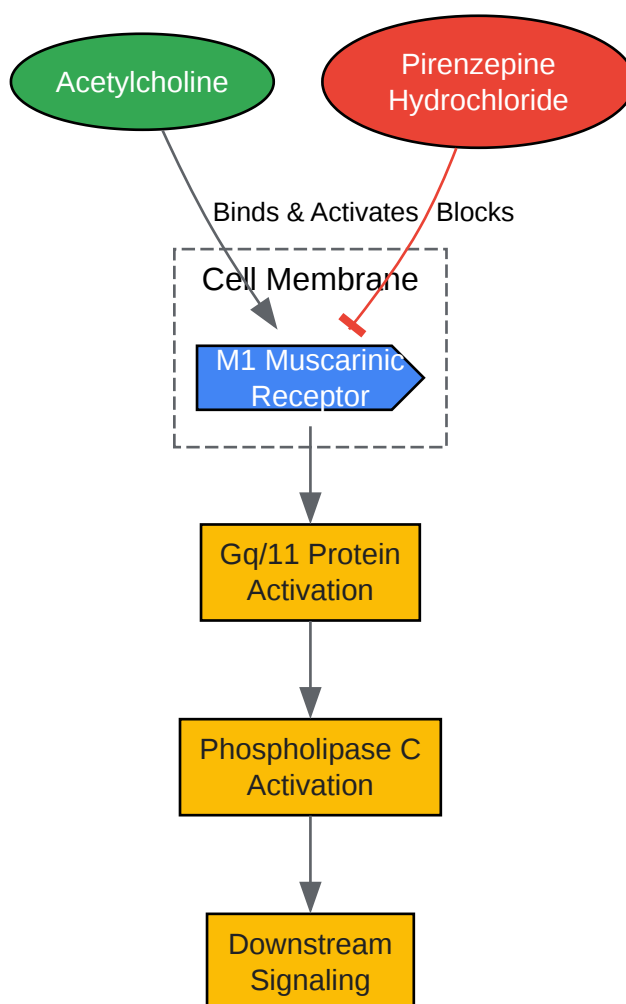 Acetylcholine
Pirenzepine
Hydrochloride
Binds & Activates
Blocks
Cell Membrane
M1 Muscarinic
Receptor
Gq/11 Protein
Activation
Phospholipase C
Activation
Downstream
Signaling